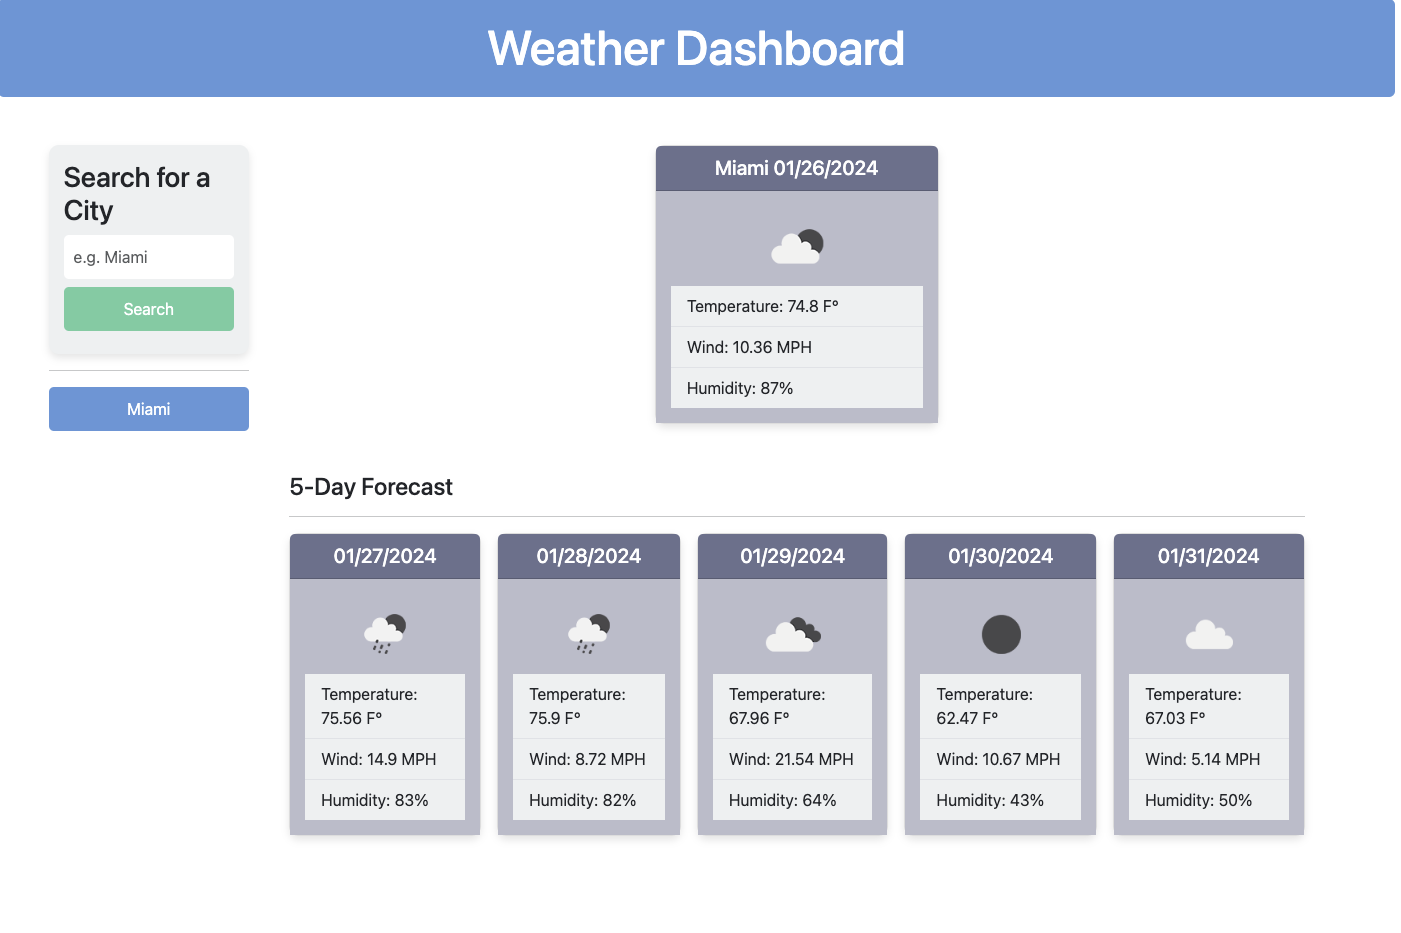 Weather Dashboard
Search for a
City
e.g. Miami
Search
Miami
Miami 01/26/2024
Temperature: 74.8 F°
Wind: 10.36 MPH
Humidity: 87%
5-Day Forecast
01/27/2024
Temperature:
75.56 F°
Wind: 14.9 MPH
Humidity: 83%
01/28/2024
Temperature:
75.9 F°
Wind: 8.72 MPH
Humidity: 82%
01/29/2024
Temperature:
67.96 F°
Wind: 21.54 MPH
Humidity: 64%
01/30/2024
Temperature:
62.47 F°
Wind: 10.67 MPH
Humidity: 43%
01/31/2024
Temperature:
67.03 F°
Wind: 5.14 MPH
Humidity: 50%